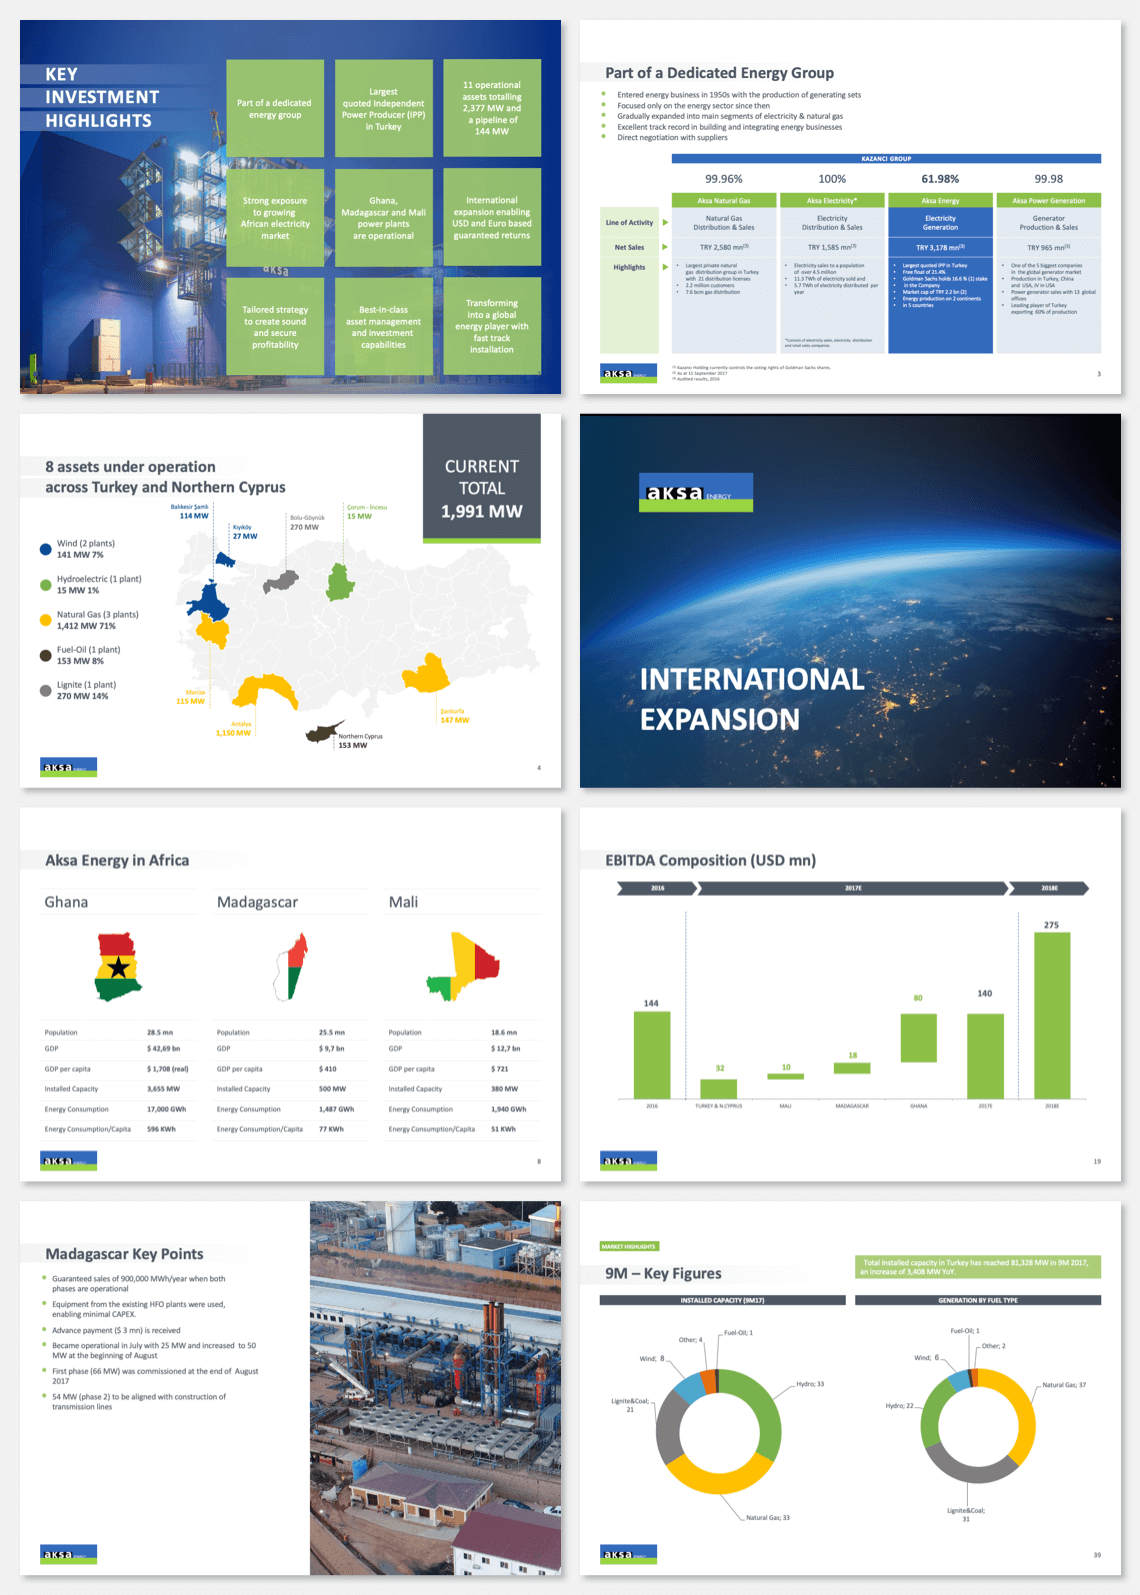 KEY
INVESTMENT
HIGHLIGHTS
Part of a dedicated
energy group
Largest
quoted Independent
Power Producer (IPP)
in Turkey
11 operational
assets totalling
2,377 MW and
a pipeline of
144 MW
Strong exposure
to growing
African electricity
market
Ghana,
Madagascar and Mali
power plants
are operational
International
expansion enabling
USD and Euro based
guaranteed returns
aksa
Tailored strategy
to create sound
and secure
profitability
Best-in-class
asset management
and investment
capabilities
Transforming
into a global
energy player with
fast track
installation
Part of a Dedicated Energy Group
Entered energy business in 1950s with the production of generating sets
Focused only on the energy sector since then
Gradually expanded into main segments of electricity & natural gas
Excellent track record in building and integrating energy businesses
Direct negotiation with suppliers
KAZANCI GROUP
99.96% 100% 61.98% 99.98
Aksa Natural Gas Aksa Electricity* Aksa Energy Aksa Power Generation
Line of Activity
Natural Gas
Distribution & Sales
Electricity
Distribution & Sales
Electricity
Generation
Generator
Production & Sales
Net Sales TRY 2,580 mn(3) TRY 1,585 mn(3) TRY 3,178 mn(3) TRY 965 mn(3)
Highlights
Largest private natural
gas distribution group in Turkey
with 21 distribution licenses
2.2 million customers
7.6 bcm gas distribution
Electricity sales to a population
of over 4.5 million
11.3 TWh of electricity sold and
5.7 TWh of electricity distributed per
year
*Consists of electricity sales, electricity distribution
and retail sales companies
Largest quoted IPP in Turkey
Free float of 21.4%
Goldman Sachs holds 16.6 % (1) stake
in the Company
Market cap of TRY 2.2 bn (2)
Energy production on 2 continents
in 5 countries
One of the 5 biggest companies
in the global generator market
Production in Turkey, China
and USA, JV in USA
Power generator sales with 13 global
offices
Leading player of Turkey
exporting 60% of production
aksa ENERGY
(1) Kazancı Holding currently controls the voting rights of Goldman Sachs shares.
(2) As at 15 September 2017
(3) Audited results, 2016
3
8 assets under operation
across Turkey and Northern Cyprus
CURRENT
TOTAL
1,991 MW
Balıkesir Şamlı
114 MW
Kıyıköy
27 MW
Bolu-Göynük
270 MW
Çorum - İncesu
15 MW
Wind (2 plants)
141 MW 7%
Hydroelectric (1 plant)
15 MW 1%
Natural Gas (3 plants)
1,412 MW 71%
Fuel-Oil (1 plant)
153 MW 8%
Lignite (1 plant)
270 MW 14%
Manisa
115 MW
Antalya
1,150 MW
Şanlıurfa
147 MW
Northern Cyprus
153 MW
aksa ENERGY
4
aksa ENERGY
INTERNATIONAL
EXPANSION
7
Aksa Energy in Africa
Ghana
Madagascar
Mali
Population 28.5 mn
GDP $ 42,69 bn
GDP per capita $ 1,708 (real)
Installed Capacity 3,655 MW
Energy Consumption 17,000 GWh
Energy Consumption/Capita 596 KWh
Population 25.5 mn
GDP $ 9,7 bn
GDP per capita $ 410
Installed Capacity 500 MW
Energy Consumption 1,487 GWh
Energy Consumption/Capita 77 KWh
Population 18.6 mn
GDP $ 12,7 bn
GDP per capita $ 721
Installed Capacity 380 MW
Energy Consumption 1,940 GWh
Energy Consumption/Capita 51 KWh
aksa ENERGY
8
EBITDA Composition (USD mn)
2016 2017E 2018E
144
32
10
18
80
140
275
2016 TURKEY & N.CYPRUS MALI MADAGASCAR GHANA 2017E 2018E
aksa ENERGY
19
Madagascar Key Points
Guaranteed sales of 900,000 MWh/year when both
phases are operational
Equipment from the existing HFO plants were used,
enabling minimal CAPEX.
Advance payment ($ 3 mn) is received
Became operational in July with 25 MW and increased to 50
MW at the beginning of August
First phase (66 MW) was commissioned at the end of August
2017
54 MW (phase 2) to be aligned with construction of
transmission lines
aksa ENERGY
MARKET HIGHLIGHTS
9M – Key Figures
Total installed capacity in Turkey has reached 81,328 MW in 9M 2017,
an increase of 3,408 MW YoY.
INSTALLED CAPACITY (9M17)
Fuel-Oil; 1
Other; 4
Wind; 8
Hydro; 33
Lignite&Coal;
21
Natural Gas; 33
GENERATION BY FUEL TYPE
Fuel-Oil; 1
Other; 2
Wind; 6
Natural Gas; 37
Hydro; 22
Lignite&Coal;
31
aksa ENERGY
39